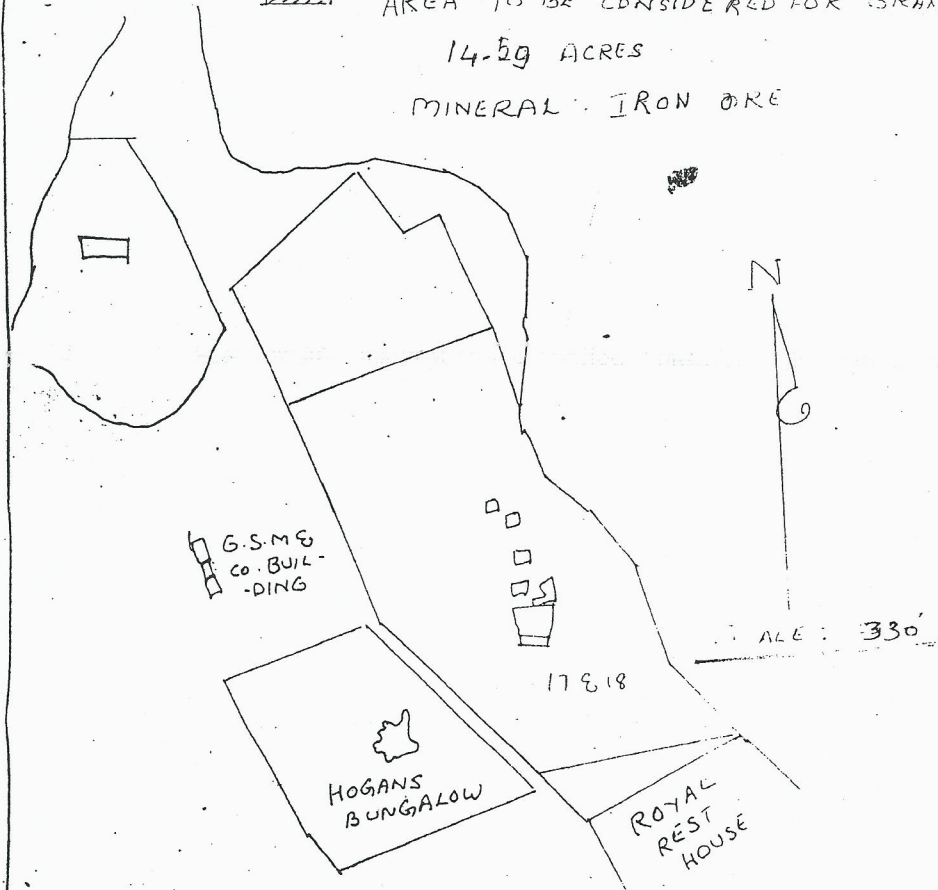 AREA TO BE CONSIDERED FOR
14.59 ACRES
MINERAL : IRON ORE
N
G.S.M &
CO. BUIL-
-DING
ALE : 330'
17 & 18
HOGANS
BUNGALOW
ROYAL
REST
HOUSE